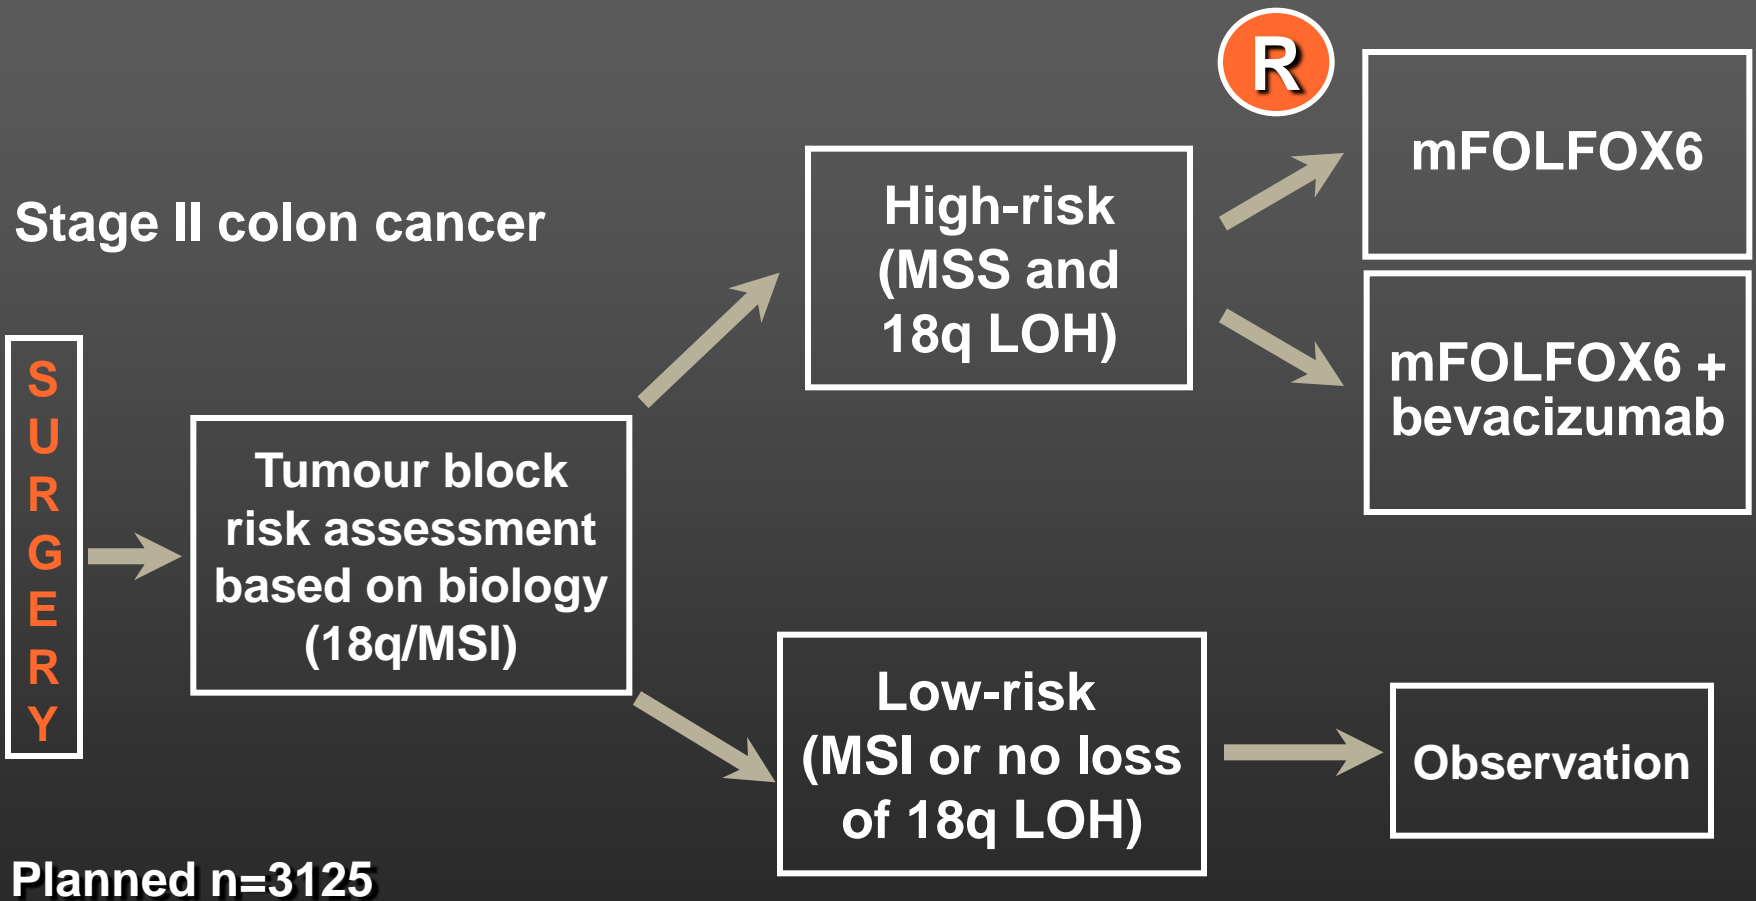 Stage II colon cancer
SURGERY
Tumour block
risk assessment
based on biology
(18q/MSI)
High-risk
(MSS and
18q LOH)
R
mFOLFOX6
mFOLFOX6 +
bevacizumab
Low-risk
(MSI or no loss
of 18q LOH)
Observation
Planned n=3125